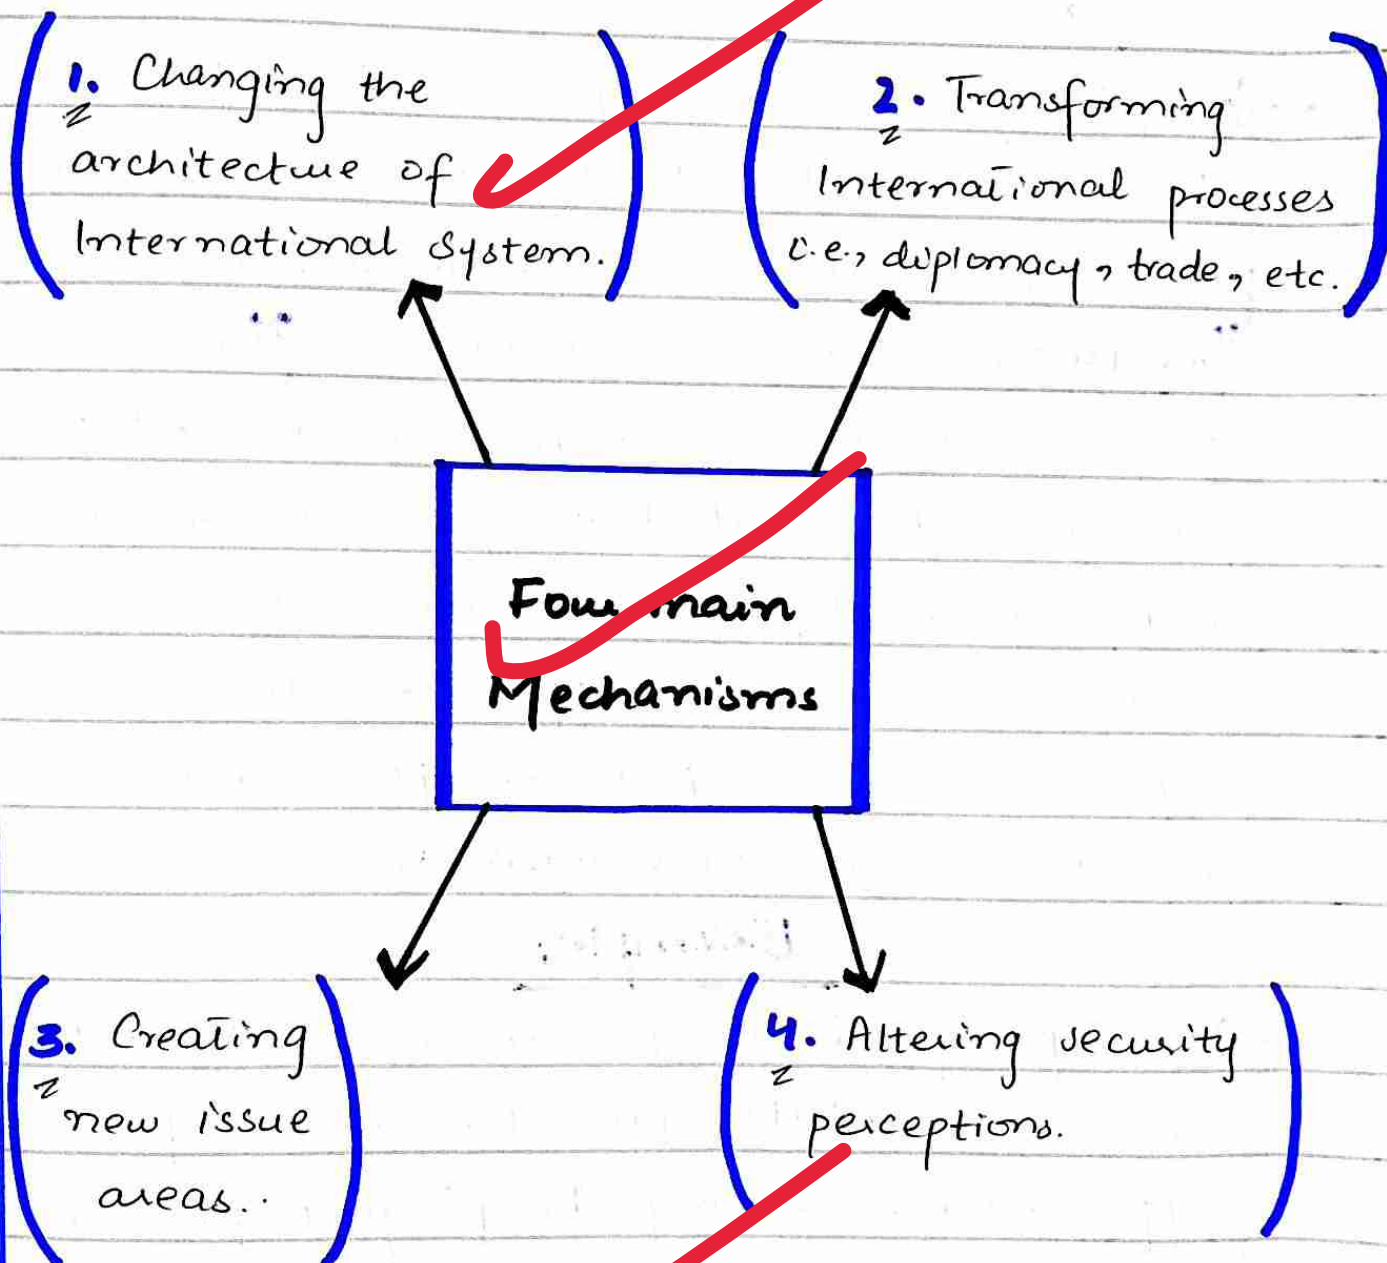 1. Changing the
architecture of
International system.
2. Transforming
International processes
i.e., diplomacy, trade, etc.
Four main
Mechanisms
3. Creating
new issue
areas.
4. Altering security
perceptions.